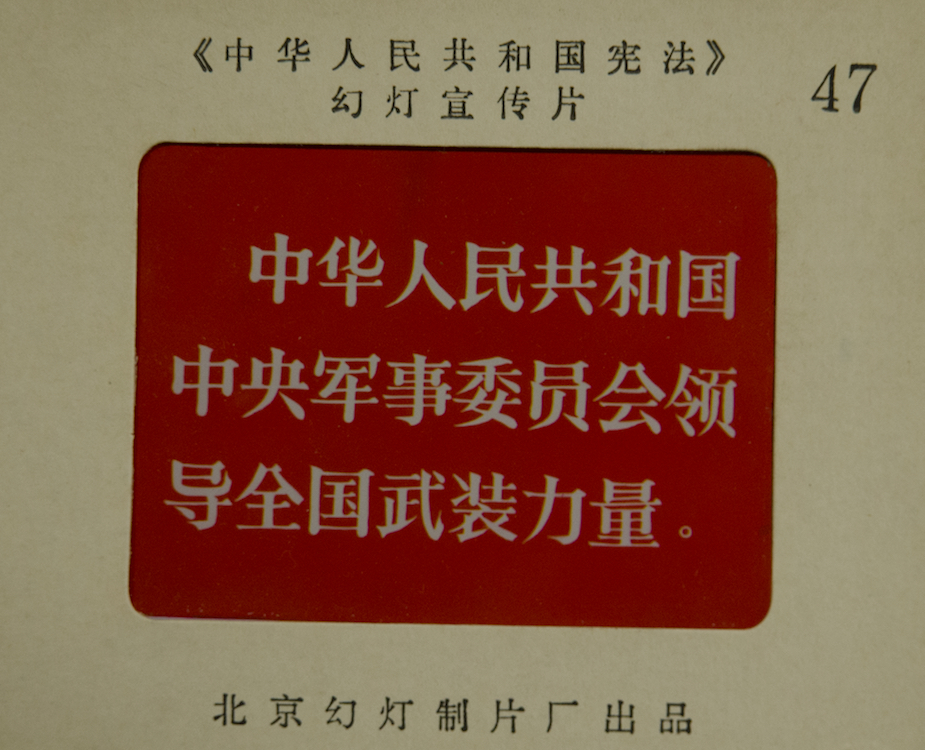 《中华人民共和国宪法》
幻灯宣传片
47
中华人民共和国
中央军事委员会领
导全国武装力量。
北京幻灯制片厂出品